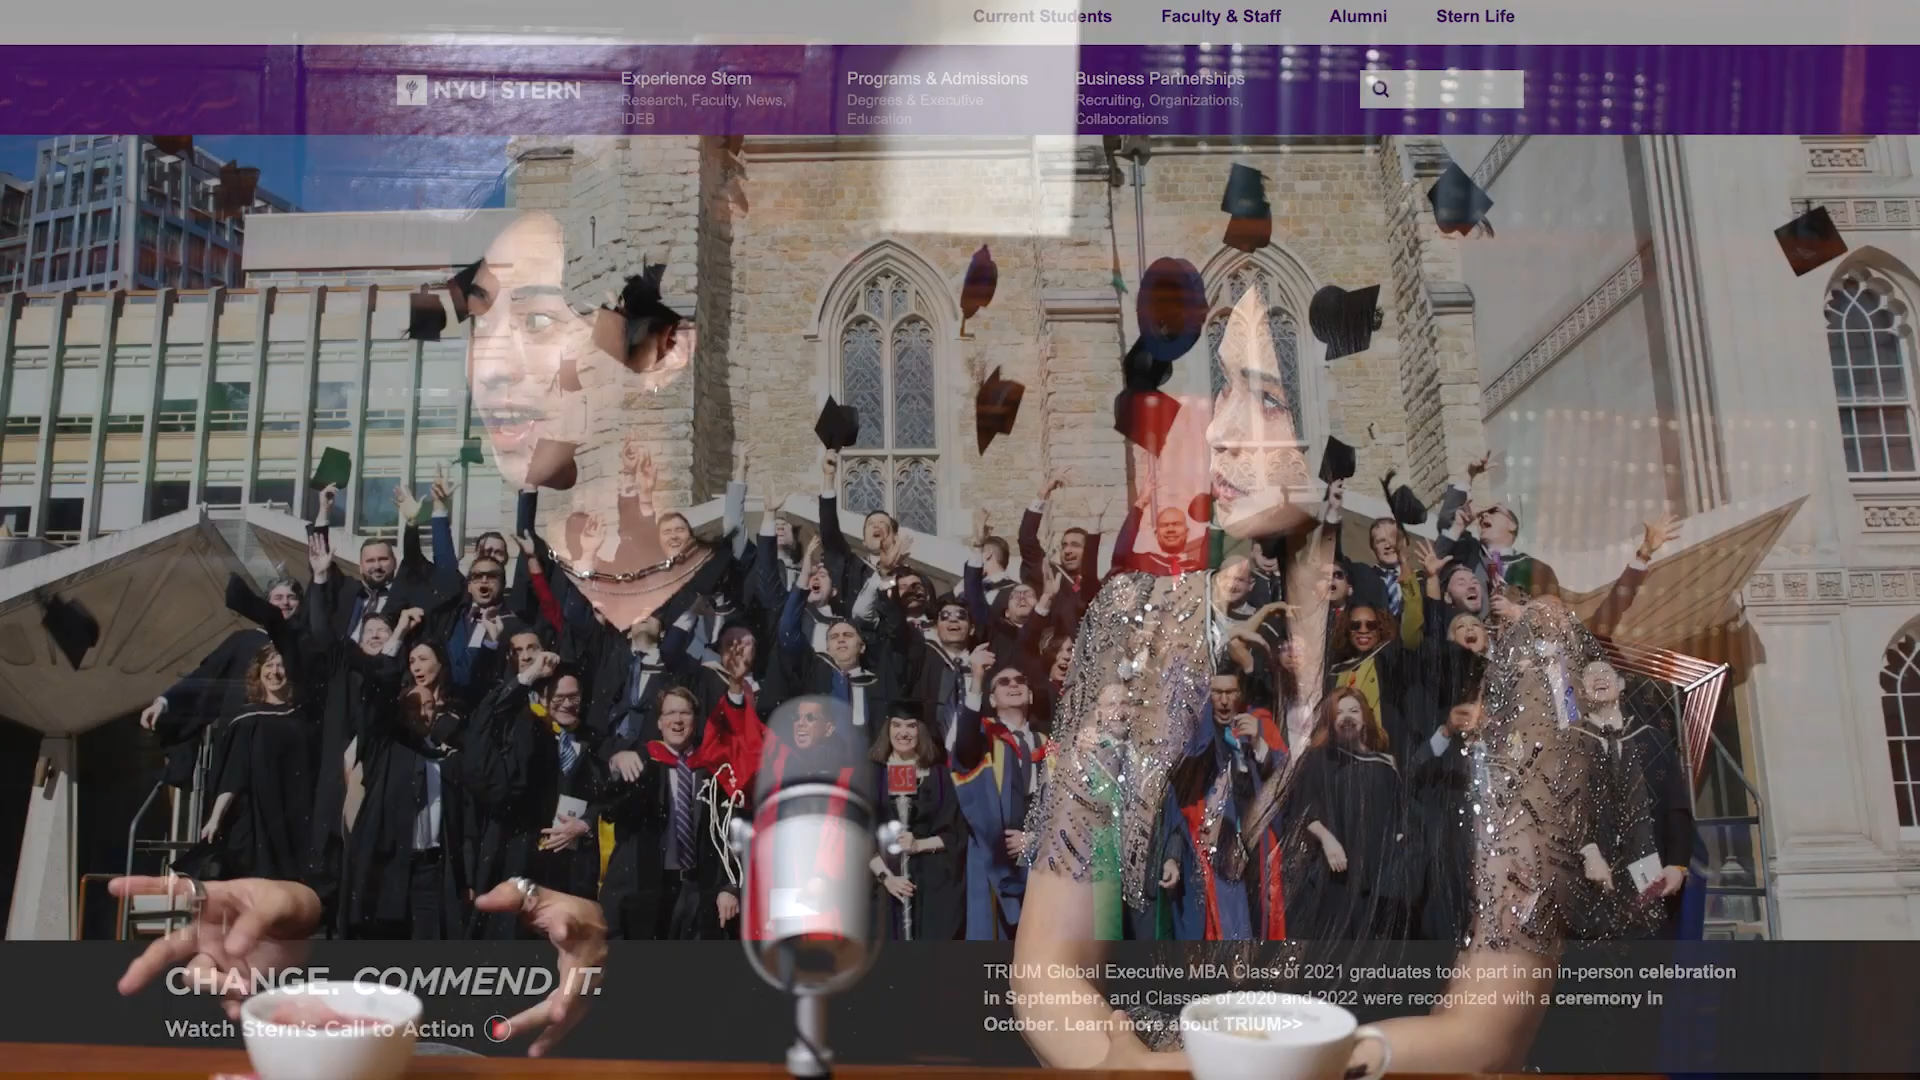 Current Students Faculty & Staff Alumni Stern Life
NYU STERN
Experience Stern
Research, Faculty, News,
IDEB
Programs & Admissions
Degrees & Executive
Education
Business Partnerships
Recruiting, Organizations,
Collaborations
LSE
CHANGE. COMMEND IT.
Watch Stern's Call to Action
TRIUM Global Executive MBA Class of 2021 graduates took part in an in-person celebration
in September, and Classes of 2020 and 2022 were recognized with a ceremony in
October. Learn more about TRIUM>>